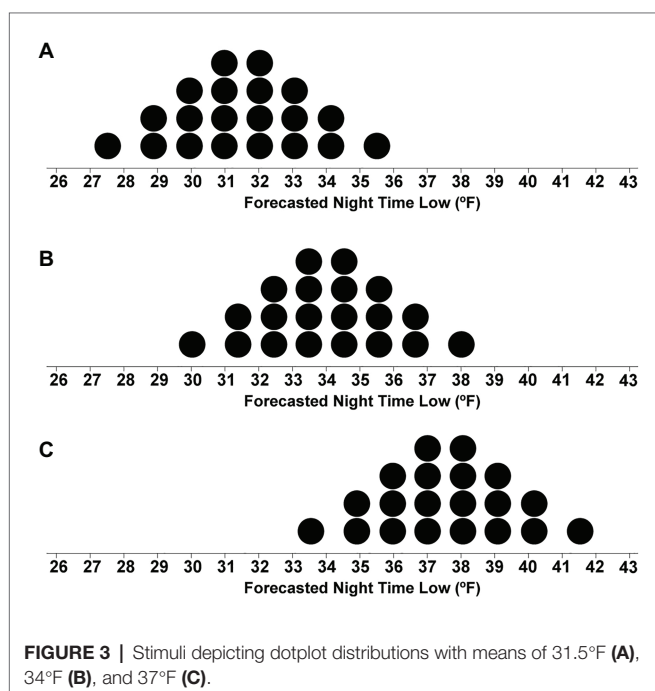 A
26 27 28 29 30 31 32 33 34 35 36 37 38 39 40 41 42 43
Forecasted Night Time Low (ºF)
B
26 27 28 29 30 31 32 33 34 35 36 37 38 39 40 41 42 43
Forecasted Night Time Low (ºF)
C
26 27 28 29 30 31 32 33 34 35 36 37 38 39 40 41 42 43
Forecasted Night Time Low (ºF)
FIGURE 3 | Stimuli depicting dotplot distributions with means of 31.5°F (A),
34°F (B), and 37°F (C).